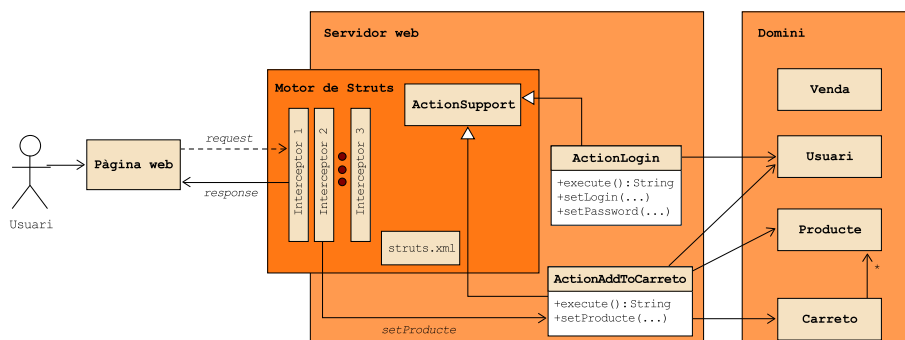 Servidor web
Domini
Motor de Struts
ActionSupport
Venda
Interceptor 1
Interceptor 2
Interceptor 3
request
response
Pàgina web
Usuari
ActionLogin
+execute():String
+setLogin(...)
+setPassword(...)
Usuari
Producte
struts.xml
ActionAddToCarreto
+execute():String
+setProducte(...)
*
Carreto
setProducte